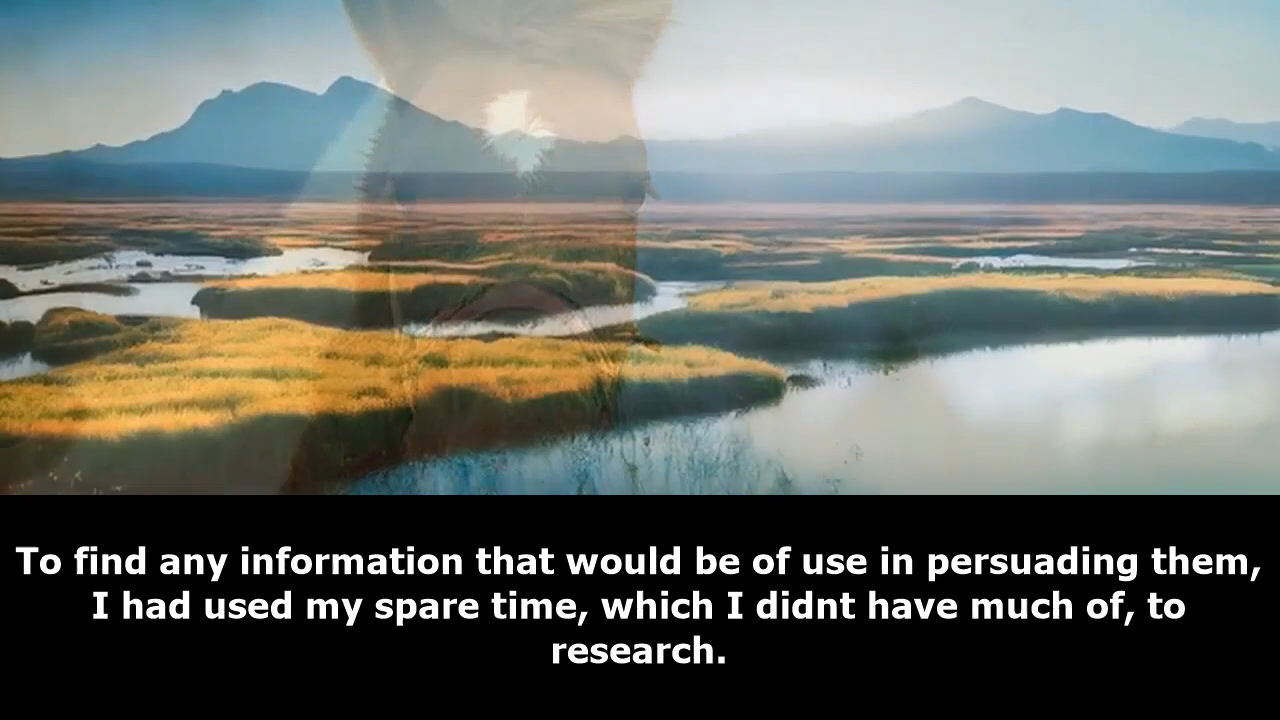 To find any information that would be of use in persuading them,
I had used my spare time, which I didnt have much of, to
research.